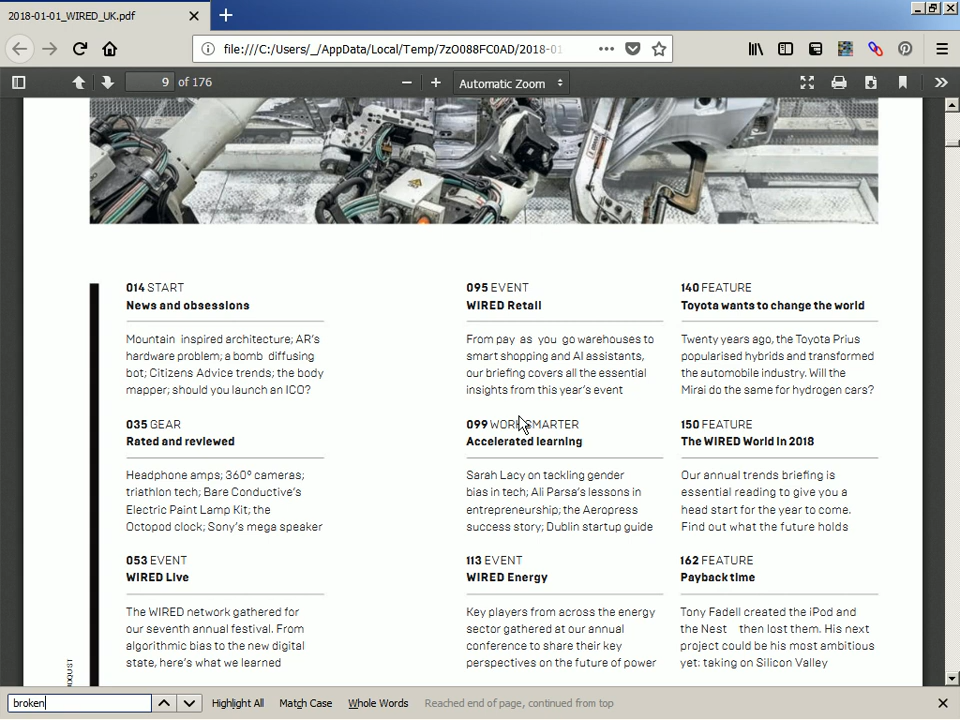 2018-01-01_WIRED_UK.pdf
file:///C:/Users/_/AppData/Local/Temp/7zO088FC0AD/2018-01
9 of 176
Automatic Zoom
014 START
News and obsessions
Mountain inspired architecture; AR's
hardware problem; a bomb diffusing
bot; Citizens Advice trends; the body
mapper; should you launch an ICO?
035 GEAR
Rated and reviewed
Headphone amps; 360º cameras;
triathlon tech; Bare Conductive's
Electric Paint Lamp Kit; the
Octopod clock; Sony's mega speaker
053 EVENT
WIRED Live
The WIRED network gathered for
our seventh annual festival. From
algorithmic bias to the new digital
state, here's what we learned
095 EVENT
WIRED Retail
From pay as you go warehouses to
smart shopping and AI assistants,
our briefing covers all the essential
insights from this year's event
099 WORK SMARTER
Accelerated learning
Sarah Lacy on tackling gender
bias in tech; Ali Parsa's lessons in
entrepreneurship; the Aeropress
success story; Dublin startup guide
113 EVENT
WIRED Energy
Key players from across the energy
sector gathered at our annual
conference to share their key
perspectives on the future of power
140 FEATURE
Toyota wants to change the world
Twenty years ago, the Toyota Prius
popularised hybrids and transformed
the automobile industry. Will the
Mirai do the same for hydrogen cars?
150 FEATURE
The WIRED World in 2018
Our annual trends briefing is
essential reading to give you a
head start for the year to come.
Find out what the future holds
162 FEATURE
Payback time
Tony Fadell created the iPod and
the Nest then lost them. His next
project could be his most ambitious
yet: taking on Silicon Valley
broken
Highlight All
Match Case
Whole Words
Reached end of page, continued from top